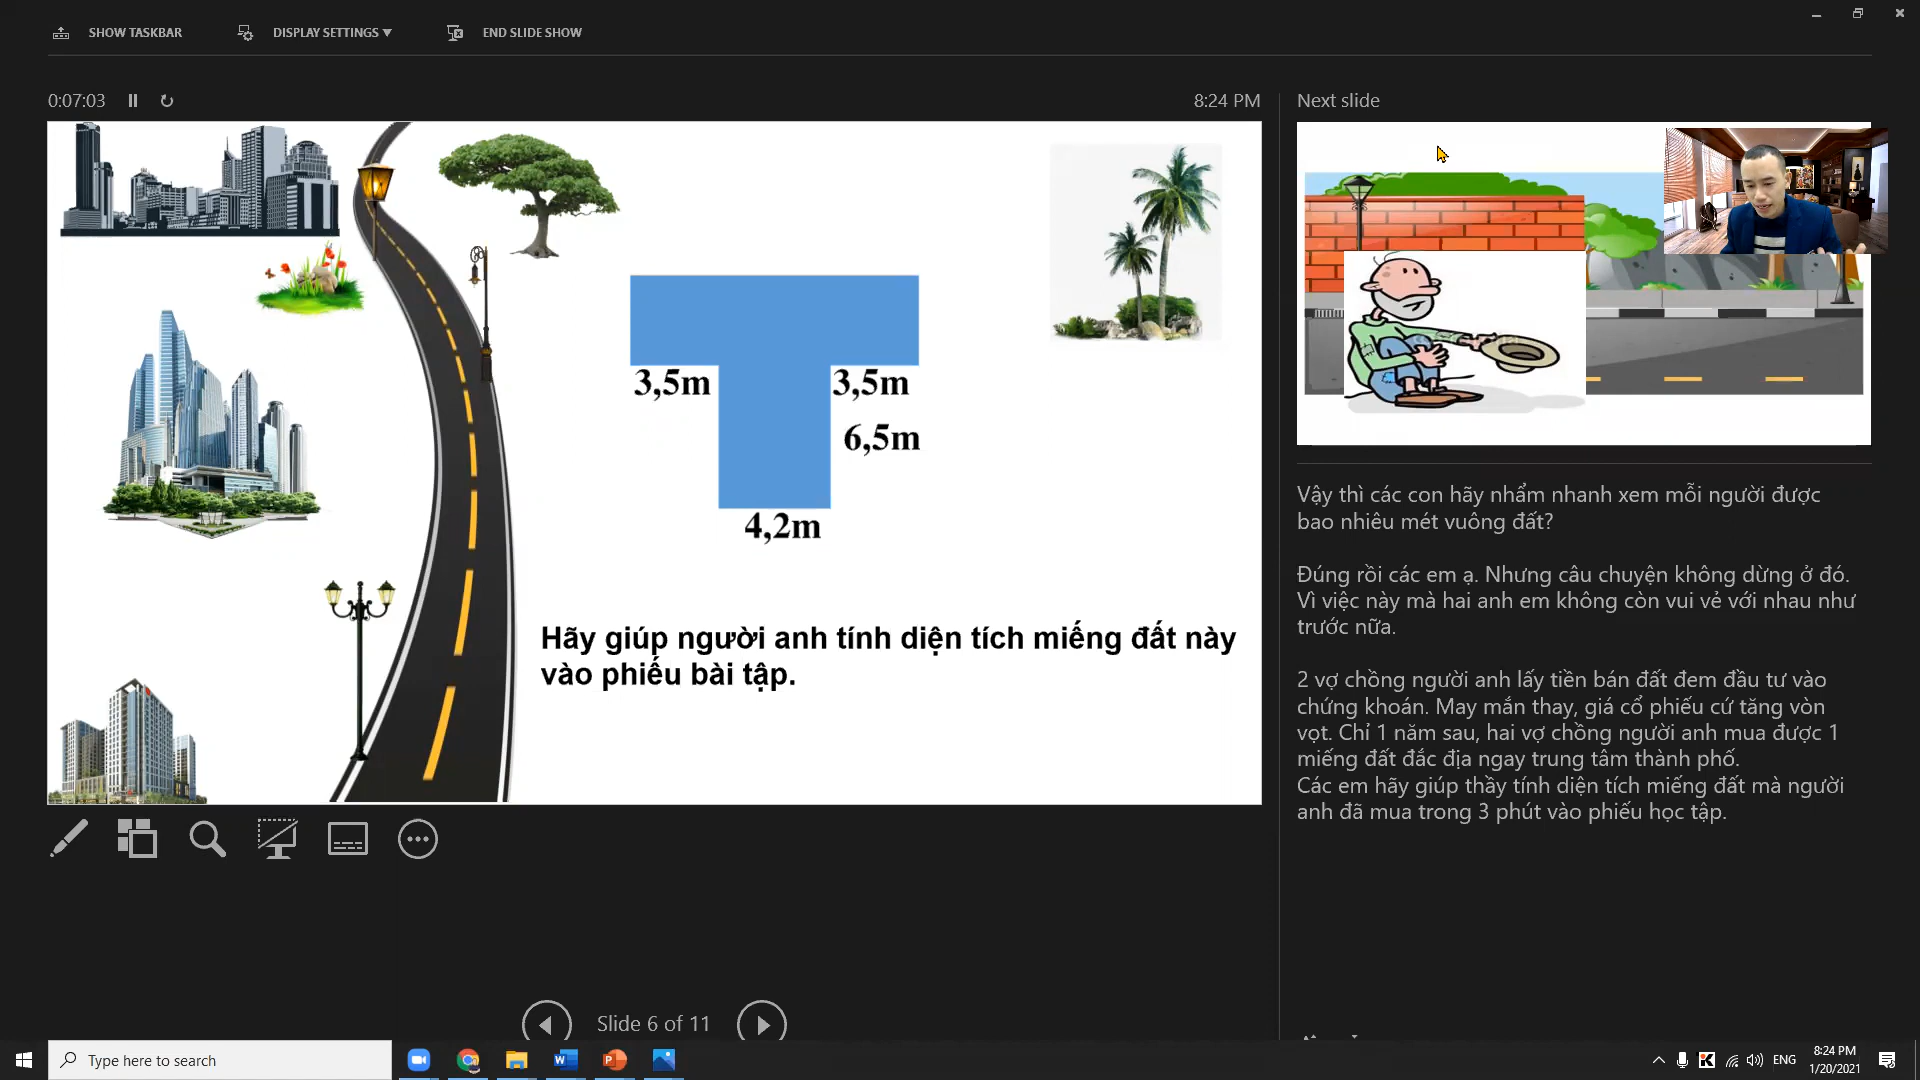 SHOW TASKBAR
DISPLAY SETTINGS ▼
END SLIDE SHOW
0:07:03
8:24 PM
Next slide
3,5m
3,5m
6,5m
4,2m
Hãy giúp người anh tính diện tích miếng đất này
vào phiếu bài tập.
Vậy thì các con hãy nhẩm nhanh xem mỗi người được
bao nhiêu mét vuông đất?
Đúng rồi các em ạ. Nhưng câu chuyện không dừng ở đó.
Vì việc này mà hai anh em không còn vui vẻ với nhau như
trước nữa.
2 vợ chồng người anh lấy tiền bán đất đem đầu tư vào
chứng khoán. May mắn thay, giá cổ phiếu cứ tăng vòn
vọt. Chỉ 1 năm sau, hai vợ chồng người anh mua được 1
miếng đất đắc địa ngay trung tâm thành phố.
Các em hãy giúp thầy tính diện tích miếng đất mà người
anh đã mua trong 3 phút vào phiếu học tập.
Slide 6 of 11
Type here to search
ENG
8:24 PM
1/20/2021